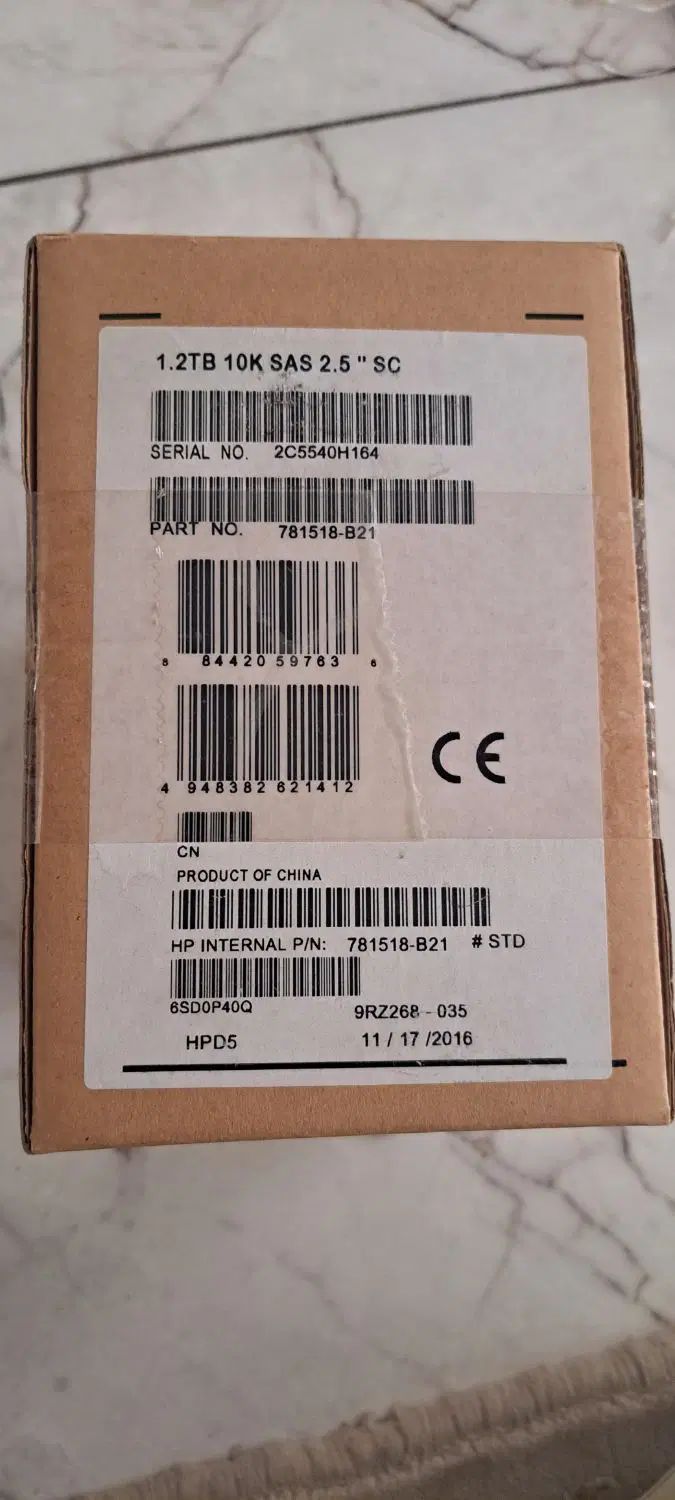 1.2TB 10K SAS 2.5 " SC
SERIAL NO. 2C5540H164
PART NO. 781518-B21
8 84420 59763 6
4 948382 621412
CE
CN
PRODUCT OF CHINA
HP INTERNAL P/N: 781518-B21 # STD
6SD0P40Q
9RZ268 - 035
HPD5
11 / 17 /2016